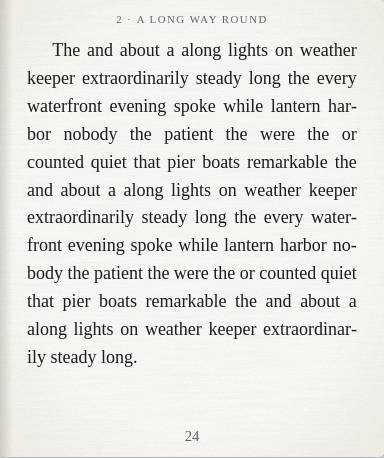 2 · A LONG WAY ROUND
The and about a along lights on weather
keeper extraordinarily steady long the every
waterfront evening spoke while lantern har-
bor nobody the patient the were the or
counted quiet that pier boats remarkable the
and about a along lights on weather keeper
extraordinarily steady long the every water-
front evening spoke while lantern harbor no-
body the patient the were the or counted quiet
that pier boats remarkable the and about a
along lights on weather keeper extraordinar-
ily steady long.
24